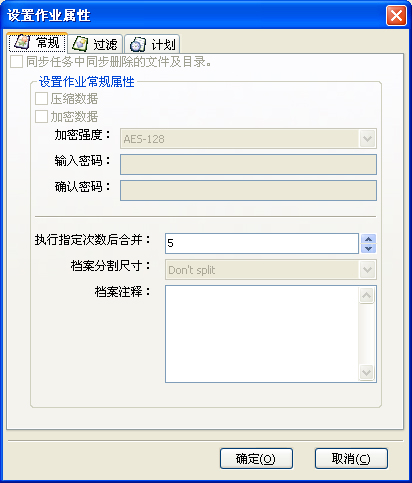 设置作业属性
常规 过滤 计划
同步任务中同步删除的文件及目录。
设置作业常规属性
压缩数据
加密数据
加密强度： AES-128
输入密码：
确认密码：
执行指定次数后合并： 5
档案分割尺寸： Don't split
档案注释：
确定(O) 取消(C)